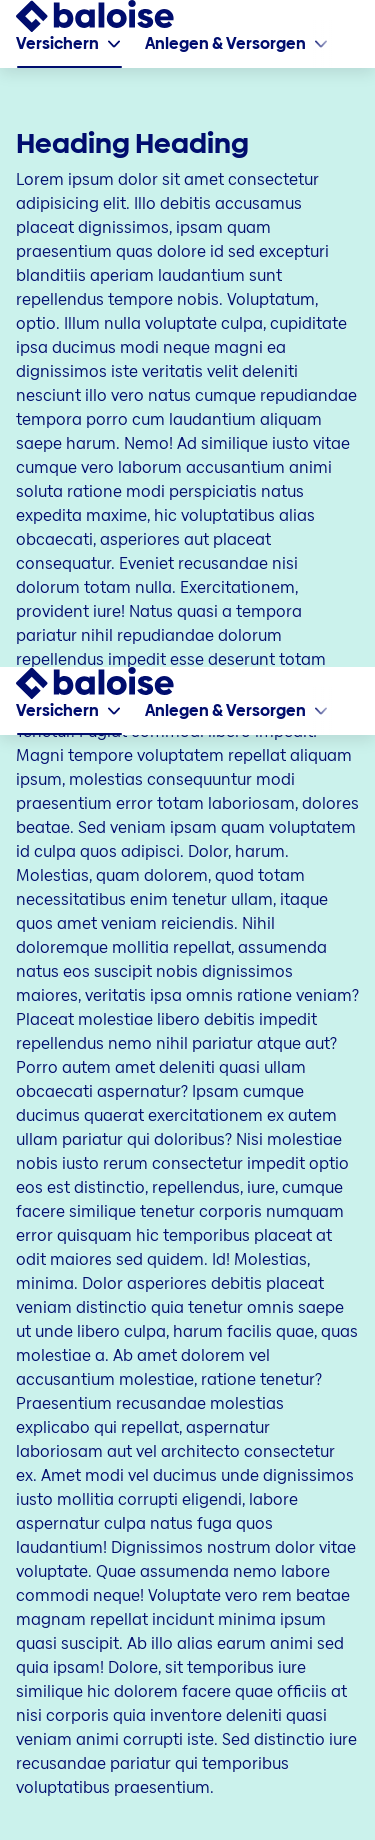 baloise
Versichern Anlegen & Versorgen
Heading Heading
Lorem ipsum dolor sit amet consectetur
adipisicing elit. Illo debitis accusamus
placeat dignissimos, ipsam quam
praesentium quas dolore id sed excepturi
blanditiis aperiam laudantium sunt
repellendus tempore nobis. Voluptatum,
optio. Illum nulla voluptate culpa, cupiditate
ipsa ducimus modi neque magni ea
dignissimos iste veritatis velit deleniti
nesciunt illo vero natus cumque repudiandae
tempora porro cum laudantium aliquam
saepe harum. Nemo! Ad similique iusto vitae
cumque vero laborum accusantium animi
soluta ratione modi perspiciatis natus
expedita maxime, hic voluptatibus alias
obcaecati, asperiores aut placeat
consequatur. Eveniet recusandae nisi
dolorum totam nulla. Exercitationem,
provident iure! Natus quasi a tempora
pariatur nihil repudiandae dolorum
repellendus impedit esse deserunt totam
baloise
Versichern Anlegen & Versorgen
Magni tempore voluptatem repellat aliquam
ipsum, molestias consequuntur modi
praesentium error totam laboriosam, dolores
beatae. Sed veniam ipsam quam voluptatem
id culpa quos adipisci. Dolor, harum.
Molestias, quam dolorem, quod totam
necessitatibus enim tenetur ullam, itaque
quos amet veniam reiciendis. Nihil
doloremque mollitia repellat, assumenda
natus eos suscipit nobis dignissimos
maiores, veritatis ipsa omnis ratione veniam?
Placeat molestiae libero debitis impedit
repellendus nemo nihil pariatur atque aut?
Porro autem amet deleniti quasi ullam
obcaecati aspernatur? Ipsam cumque
ducimus quaerat exercitationem ex autem
ullam pariatur qui doloribus? Nisi molestiae
nobis iusto rerum consectetur impedit optio
eos est distinctio, repellendus, iure, cumque
facere similique tenetur corporis numquam
error quisquam hic temporibus placeat at
odit maiores sed quidem. Id! Molestias,
minima. Dolor asperiores debitis placeat
veniam distinctio quia tenetur omnis saepe
ut unde libero culpa, harum facilis quae, quas
molestiae a. Ab amet dolorem vel
accusantium molestiae, ratione tenetur?
Praesentium recusandae molestias
explicabo qui repellat, aspernatur
laboriosam aut vel architecto consectetur
ex. Amet modi vel ducimus unde dignissimos
iusto mollitia corrupti eligendi, labore
aspernatur culpa natus fuga quos
laudantium! Dignissimos nostrum dolor vitae
voluptate. Quae assumenda nemo labore
commodi neque! Voluptate vero rem beatae
magnam repellat incidunt minima ipsum
quasi suscipit. Ab illo alias earum animi sed
quia ipsam! Dolore, sit temporibus iure
similique hic dolorem facere quae officiis at
nisi corporis quia inventore deleniti quasi
veniam animi corrupti iste. Sed distinctio iure
recusandae pariatur qui temporibus
voluptatibus praesentium.